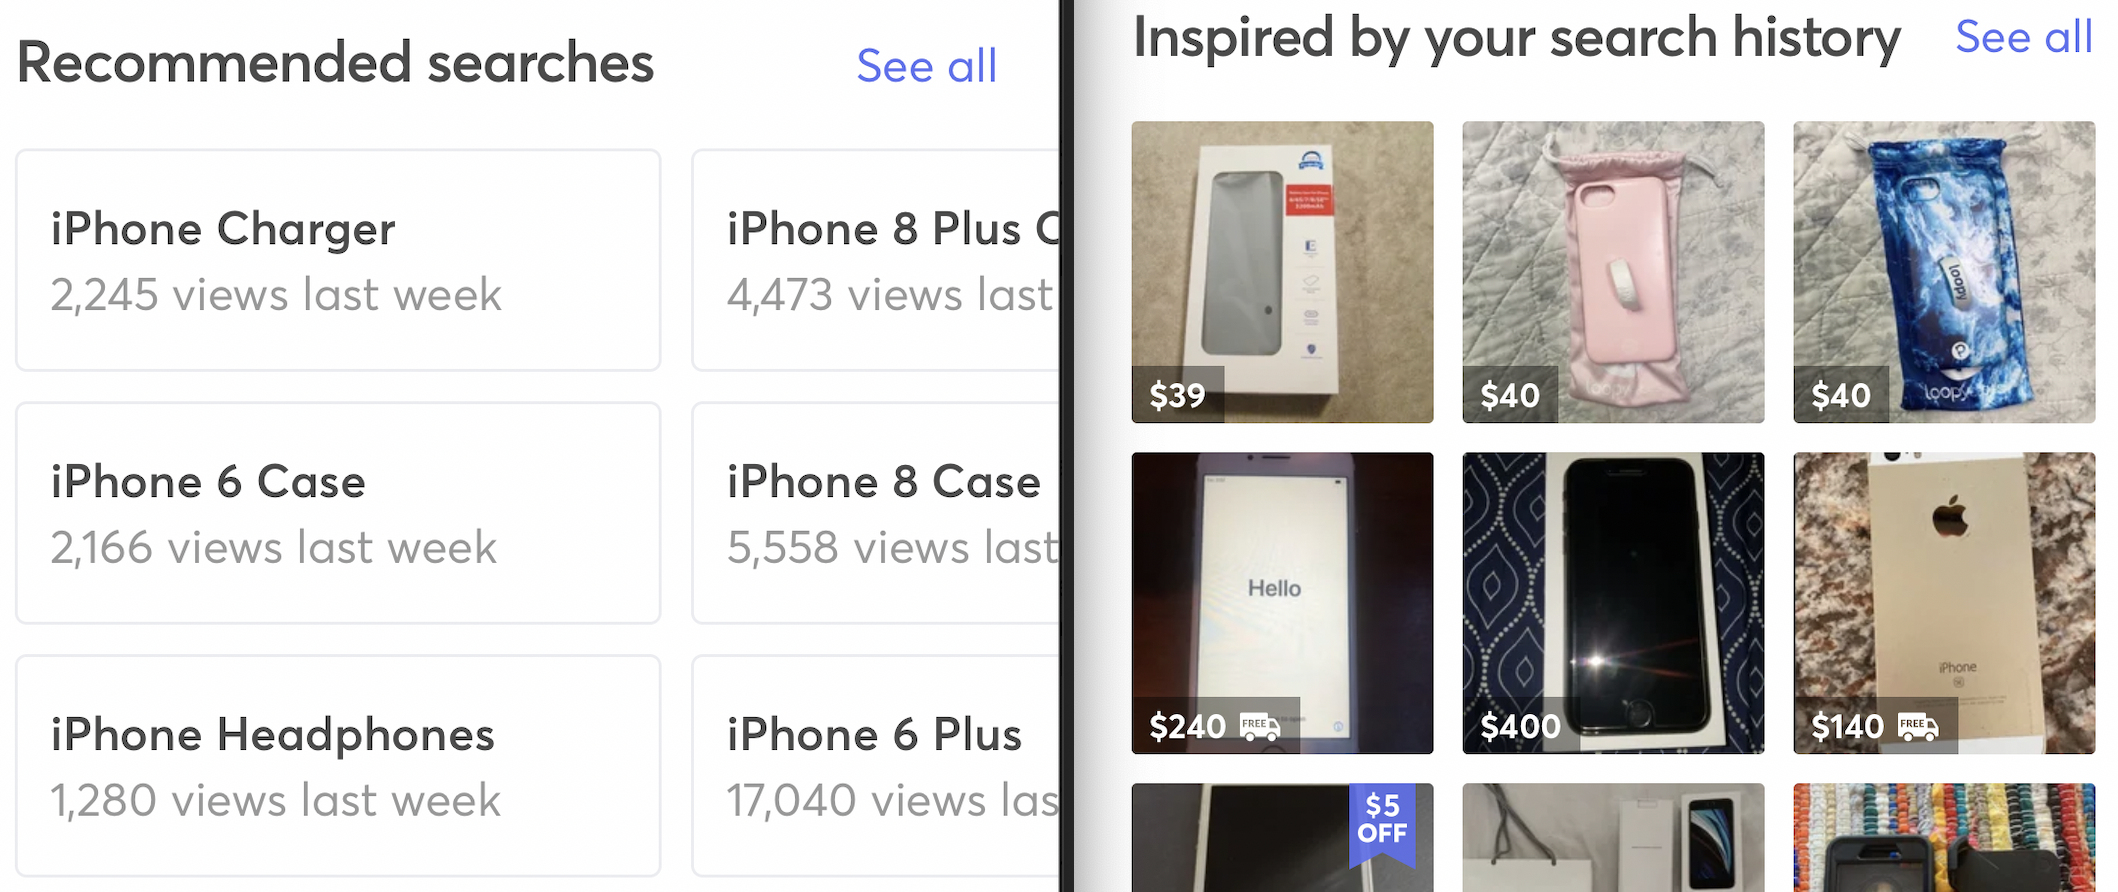 Recommended searches
See all
iPhone Charger
2,245 views last week
iPhone 8 Plus C
4,473 views last
iPhone 6 Case
2,166 views last week
iPhone 8 Case
5,558 views last
iPhone Headphones
1,280 views last week
iPhone 6 Plus
17,040 views las
Inspired by your search history
See all
$39
$40
loopy
$40
loopy
Hello
$240 FREE
$400
iPhone
$140 FREE
$5
OFF